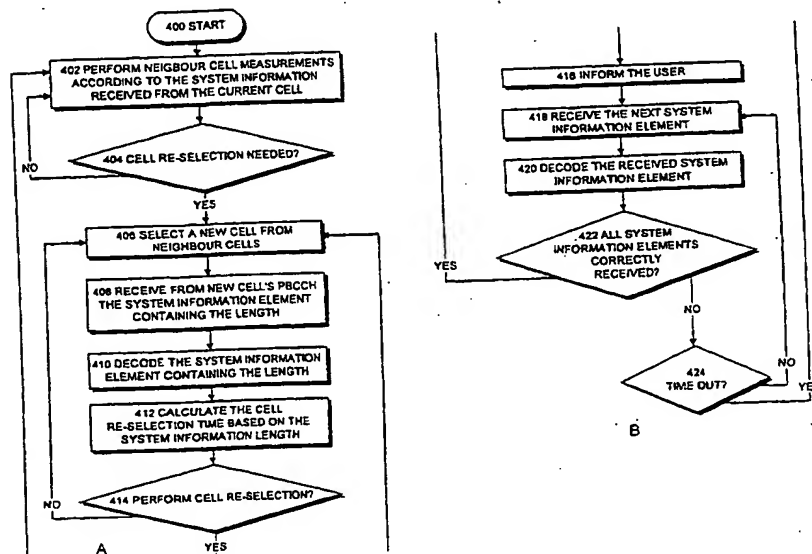 400 START
402 PERFORM NEIGBOUR CELL MEASUREMENTS
ACCORDING TO THE SYSTEM INFORMATION
RECEIVED FROM THE CURRENT CELL
NO
404 CELL RE-SELECTION NEEDED?
YES
406 SELECT A NEW CELL FROM
NEIGHBOUR CELLS
408 RECEIVE FROM NEW CELL'S PBCCH
THE SYSTEM INFORMATION ELEMENT
CONTAINING THE LENGTH
410 DECODE THE SYSTEM INFORMATION
ELEMENT CONTAINING THE LENGTH
412 CALCULATE THE CELL
RE-SELECTION TIME BASED ON THE
SYSTEM INFORMATION LENGTH
NO
414 PERFORM CELL RE-SELECTION?
A
YES
416 INFORM THE USER
418 RECEIVE THE NEXT SYSTEM
INFORMATION ELEMENT
420 DECODE THE RECEIVED SYSTEM
INFORMATION ELEMENT
YES
422 ALL SYSTEM
INFORMATION ELEMENTS
CORRECTLY
RECEIVED?
NO
424
TIME OUT?
NO
YES
B